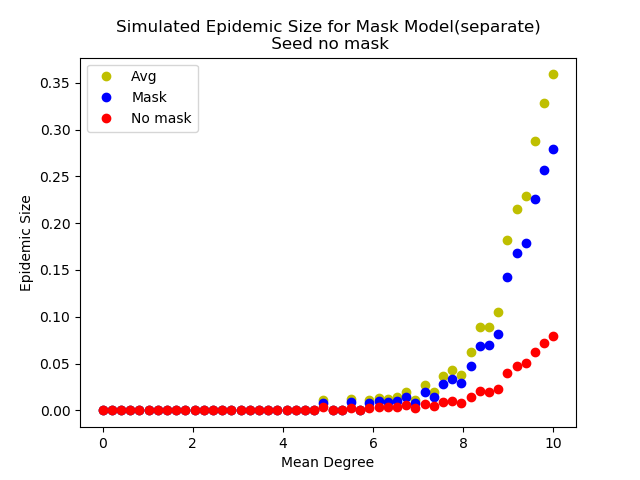 Simulated Epidemic Size for Mask Model(separate)
Seed no mask
Avg
Mask
No mask
0.35
0.30
0.25
0.20
0.15
0.10
0.05
0.00
Epidemic Size
0 2 4 6 8 10
Mean Degree